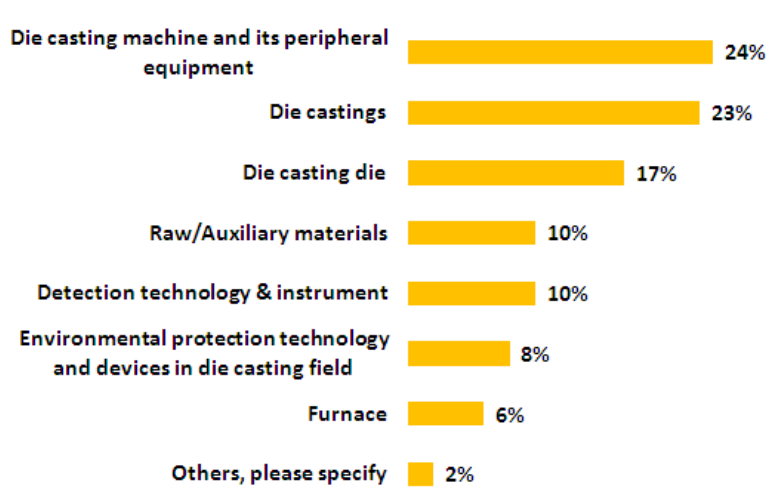 Die casting machine and its peripheral
equipment
24%
Die castings
23%
Die casting die
17%
Raw/Auxiliary materials
10%
Detection technology & instrument
10%
Environmental protection technology
and devices in die casting field
8%
Furnace
6%
Others, please specify
2%